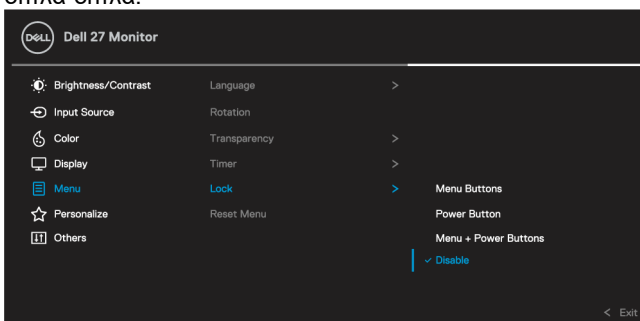 DELL Dell 27 Monitor
Brightness/Contrast Language >
Input Source Rotation
Color Transparency >
Display Timer >
Menu Lock > Menu Buttons
Personalize Reset Menu Power Button
Others Menu + Power Buttons
✓ Disable
< Exit